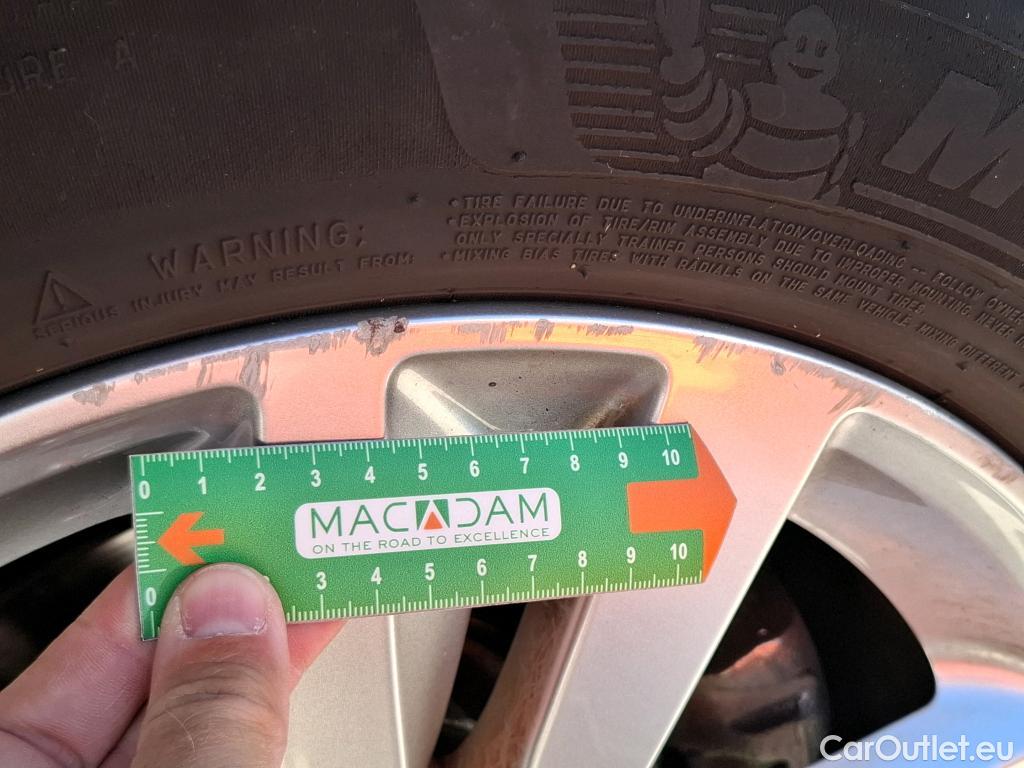 URE A
M
WARNING:
SERIOUS INJURY MAY RESULT FROM
•TIRE FAILURE DUE TO UNDERINFLATION/OVERLOADING -- FOLLOW OWNE
•EXPLOSION OF TIRE/RIM ASSEMBLY DUE TO IMPROPER MOUNTING. NEVER
ONLY SPECIALLY TRAINED PERSONS SHOULD MOUNT TIRES.
•MIXING BIAS TIRES WITH RADIALS ON THE SAME VEHICLE MIXING DIFFERENT
0 1 2 3 4 5 6 7 8 9 10
MACADAM
ON THE ROAD TO EXCELLENCE
0 3 4 5 6 7 8 9 10
CarOutlet.eu